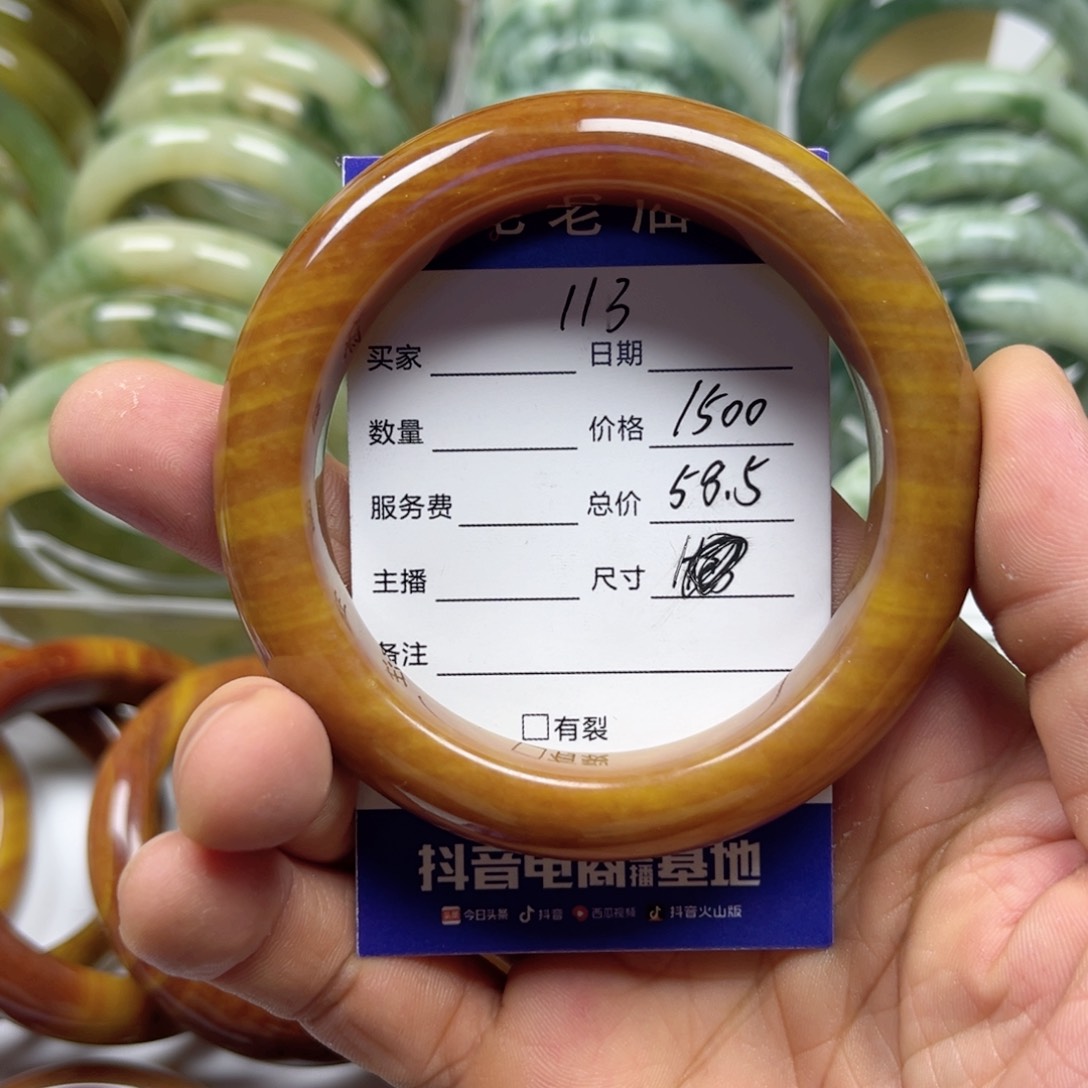 113
买家 日期
数量 价格 1500
服务费 总价 58.5
主播 尺寸
备注
□有裂
抖音电商直播基地
今日头条 抖音 西瓜视频 抖音火山版